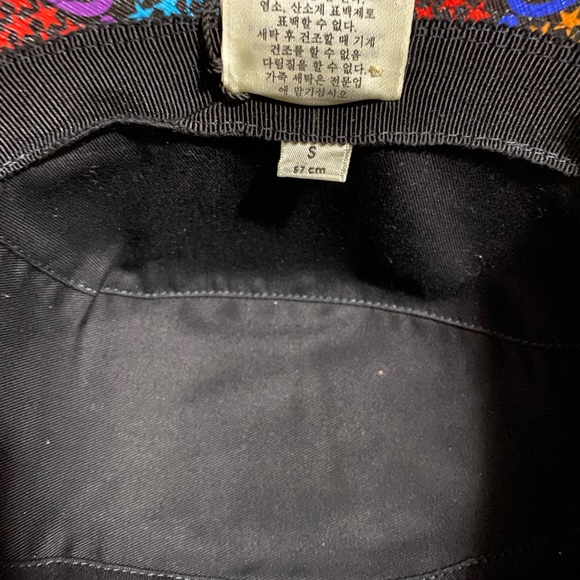 염소, 산소계 표백제로
표백할 수 없다.
세탁 후 건조할 때 기계
건조를 할 수 없음
다림질을 할 수 없다.
가죽 세탁은 전문업
에 맡기십시오
S
57 cm